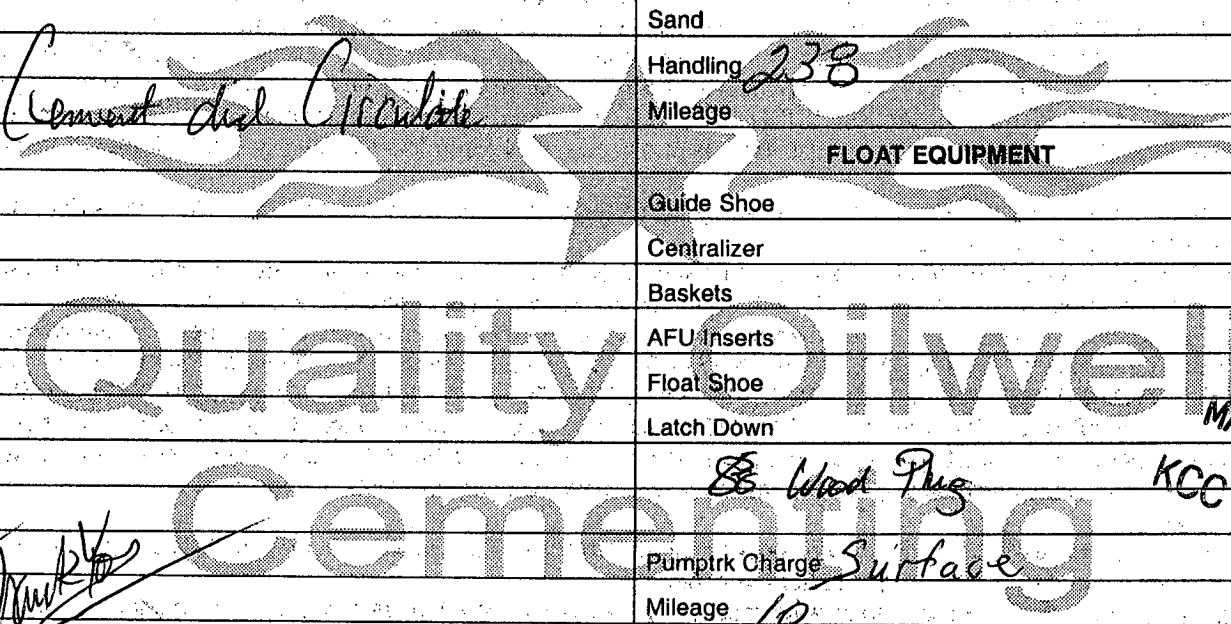 Sand
Handling 238
Cement did Circulate
Mileage
FLOAT EQUIPMENT
Guide Shoe
Centralizer
Baskets
AFU Inserts
Float Shoe
Latch Down
Wood Plug
KCC
Pumptrk Charge Surface
Mileage 10
Quality Oilwell
Cementing